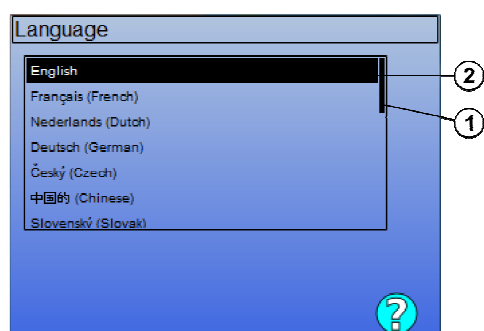 Language
English
Français (French)
Nederlands (Dutch)
Deutsch (German)
Český (Czech)
中国的 (Chinese)
Slovenský (Slovak)
2
1
?